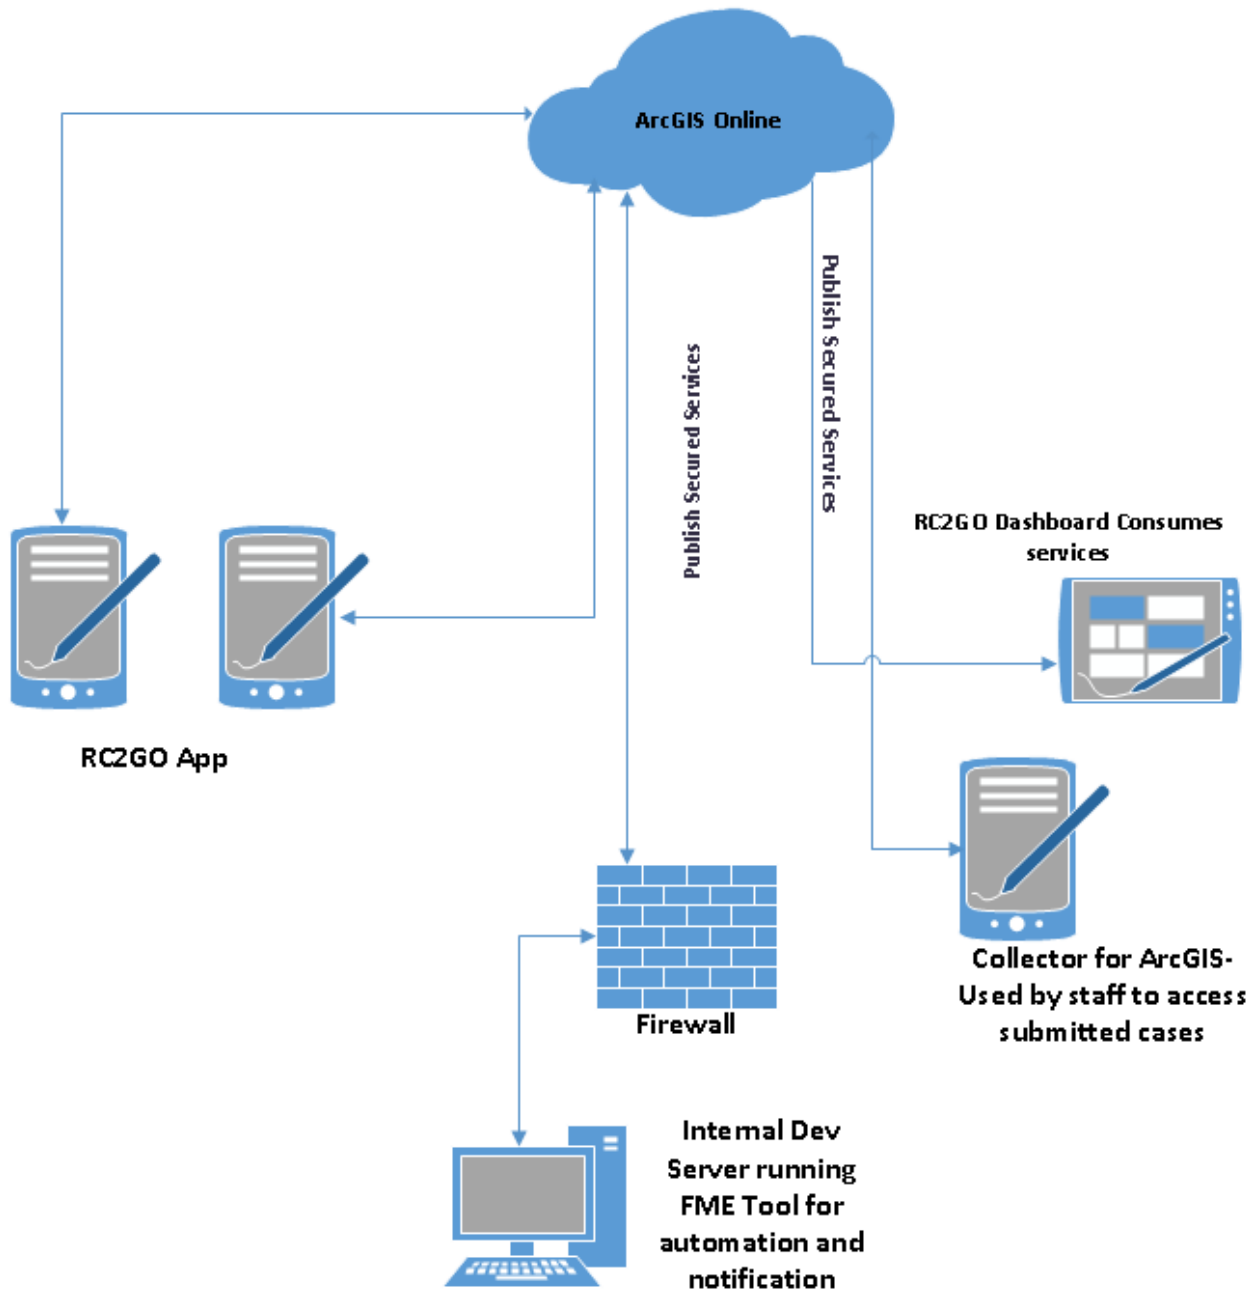 ArcGIS Online
Publish Secured Services
Publish Secured Services
RC2GO Dashboard Consumes
services
RC2GO App
Collector for ArcGIS-
Used by staff to access
submitted cases
Firewall
Internal Dev
Server running
FME Tool for
automation and
notification